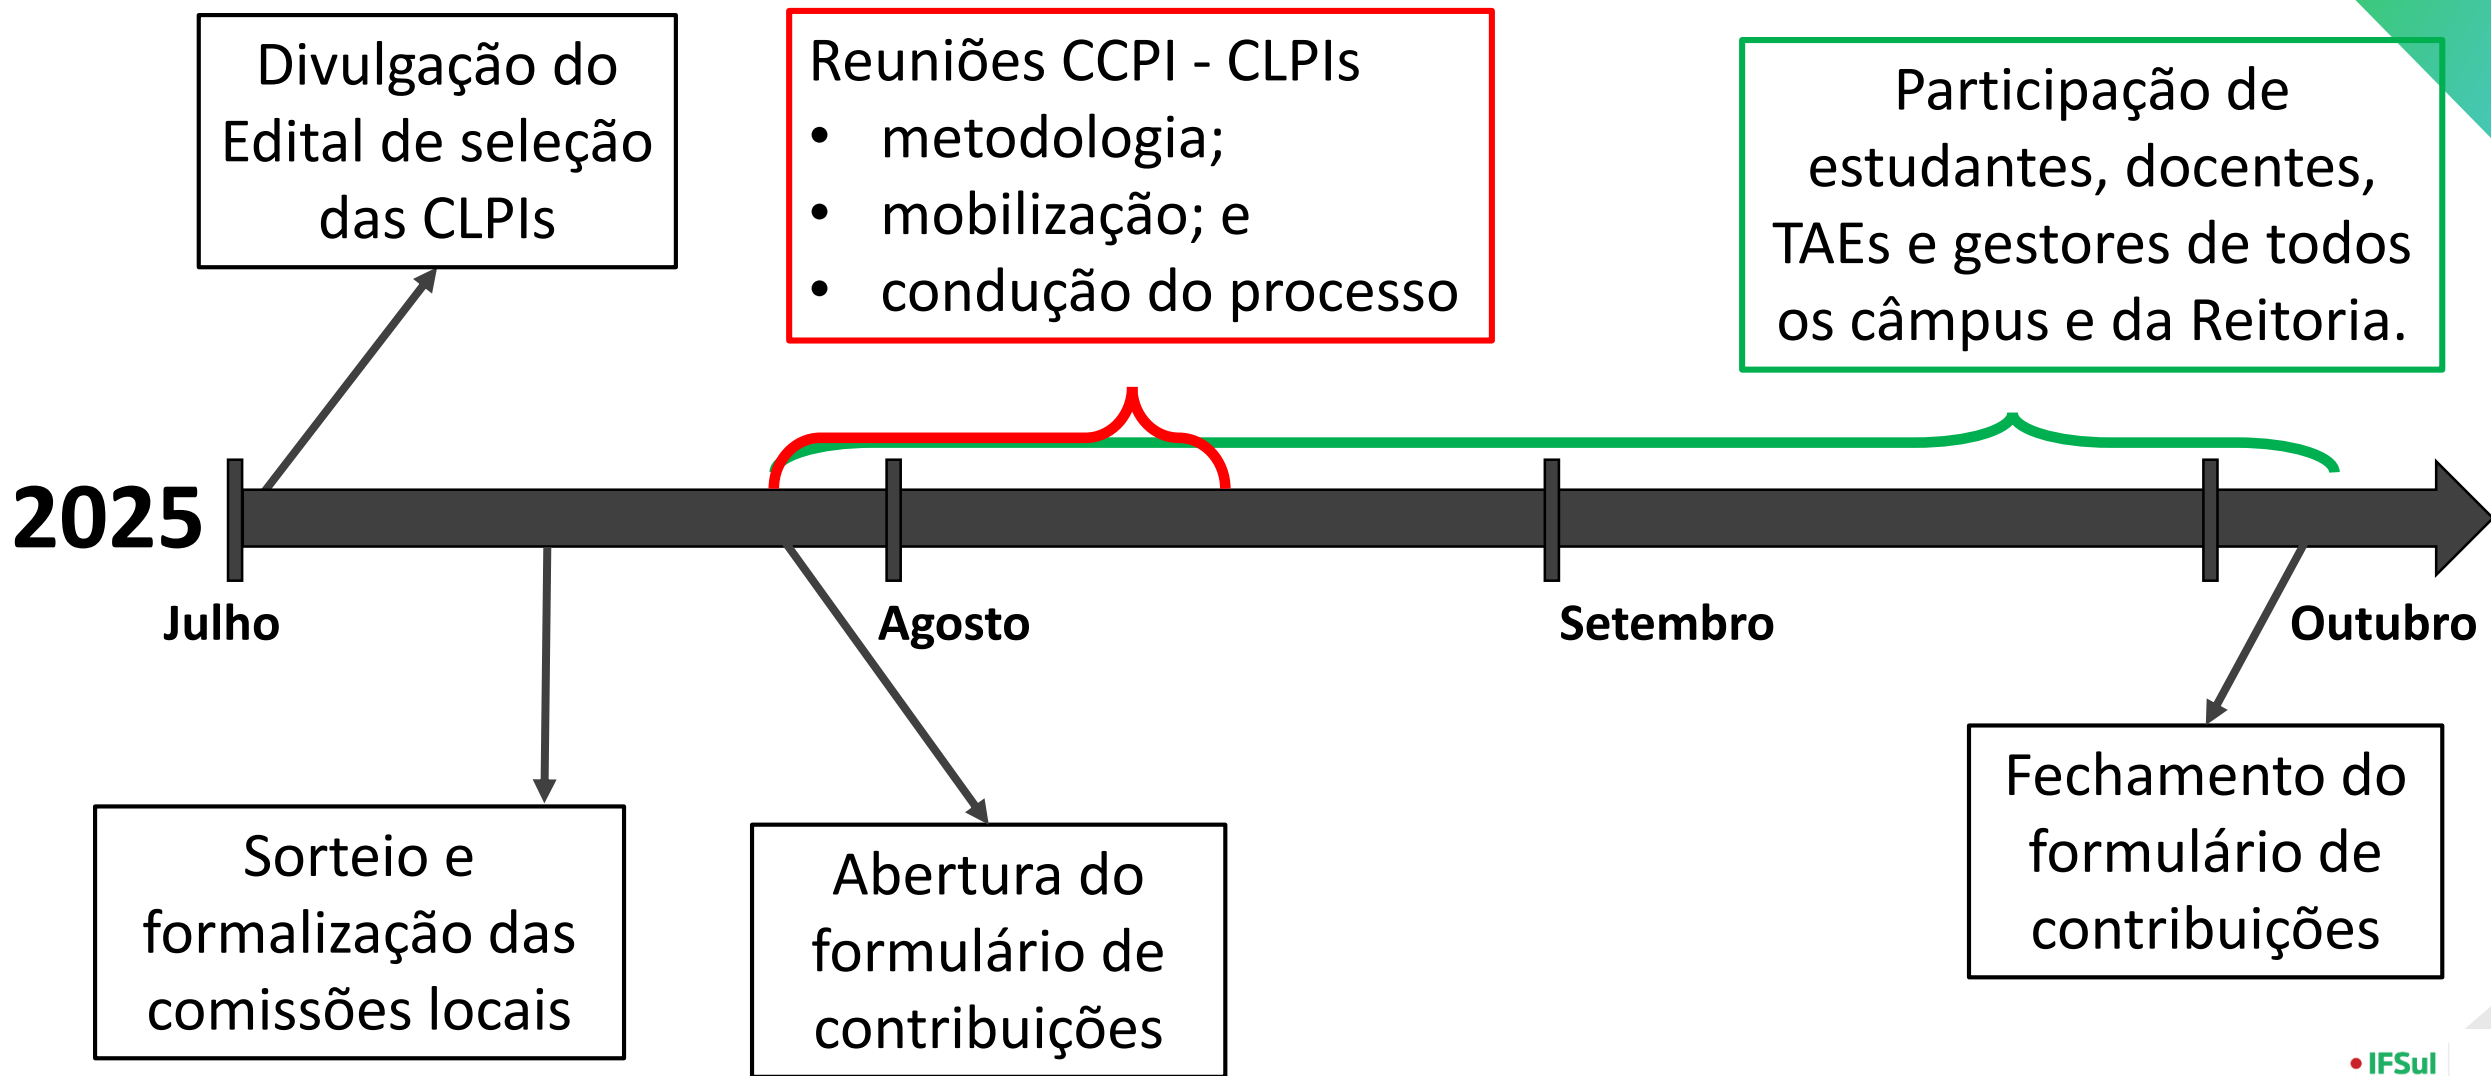 Divulgação do
Edital de seleção
das CLPIs
Reuniões CCPI - CLPIs
• metodologia;
• mobilização; e
• condução do processo
Participação de
estudantes, docentes,
TAEs e gestores de todos
os câmpus e da Reitoria.
2025
Julho
Agosto
Setembro
Outubro
Sorteio e
formalização das
comissões locais
Abertura do
formulário de
contribuições
Fechamento do
formulário de
contribuições
IFSul